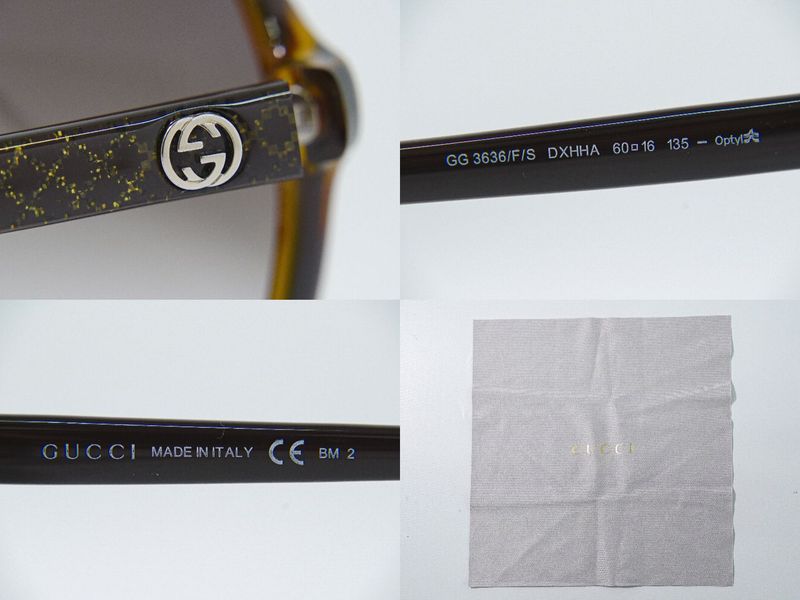 GG 3636/F/S DXHHA 60□16 135 – Optyl
GUCCI MADE IN ITALY CE BM 2
GUCCI